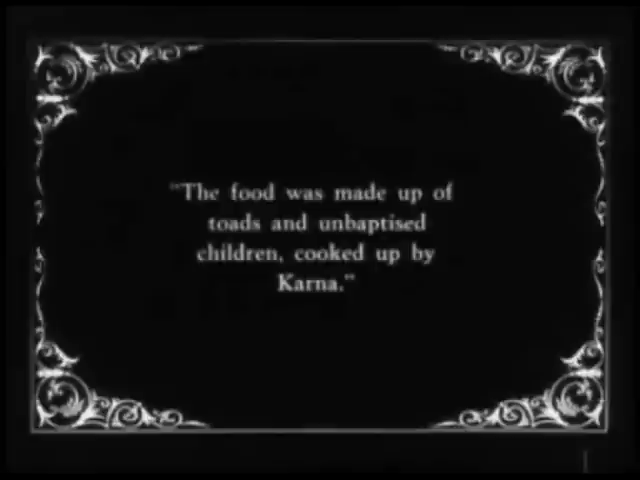 "The food was made up of
toads and unbaptised
children, cooked up by
Karna."